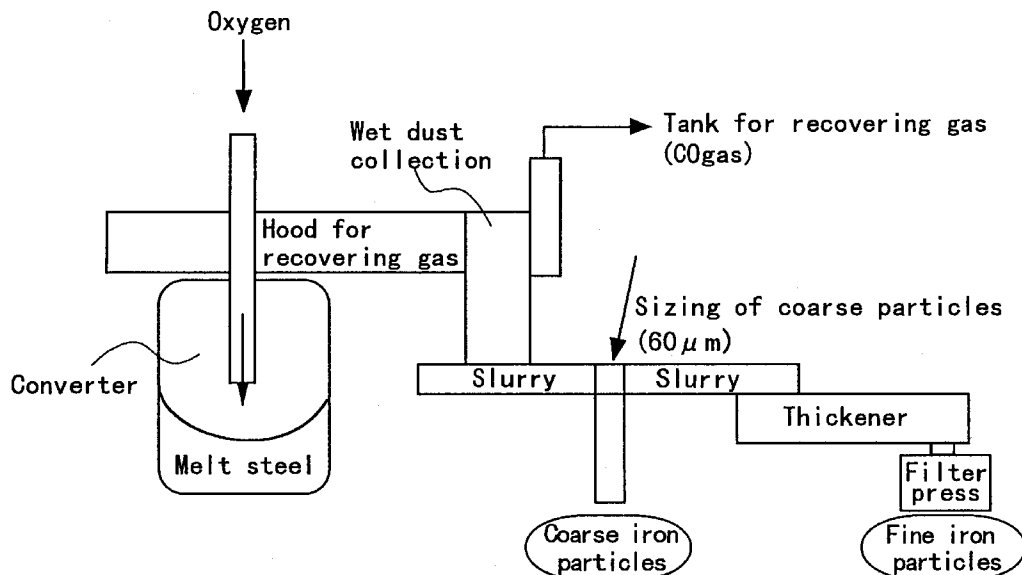 Oxygen
Wet dust
collection
Tank for recovering gas
(COgas)
Hood for
recovering gas
Sizing of coarse particles
(60μm)
Converter
Slurry
Slurry
Thickener
Melt steel
Filter
press
Coarse iron
particles
Fine iron
particles